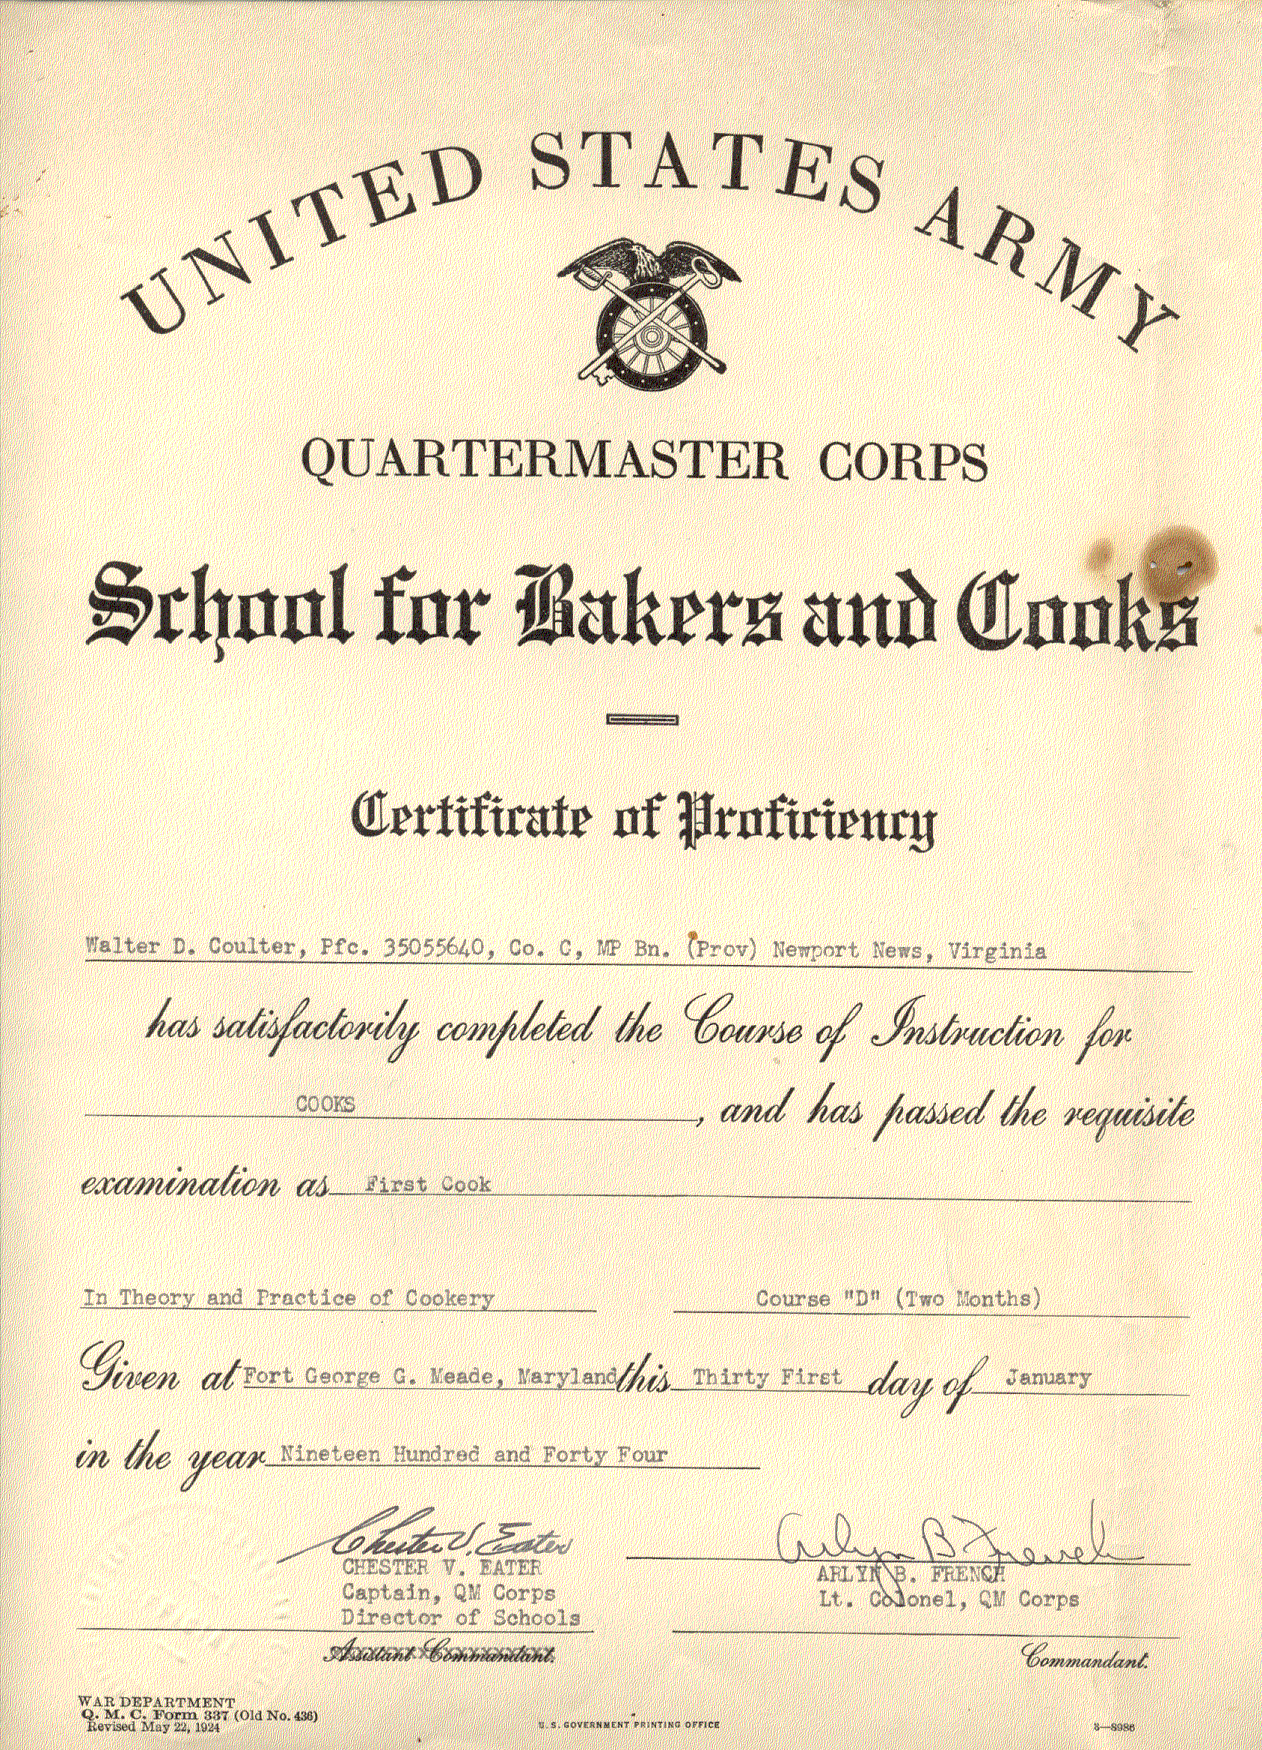 UNITED STATES ARMY
QUARTERMASTER CORPS
School for Bakers and Cooks
Certificate of Proficiency
Walter D. Coulter, Pfc. 35055640, Co. C, MP Bn. (Prov) Newport News, Virginia
has satisfactorily completed the Course of Instruction for
COOKS, and has passed the requisite
examination as First Cook
In Theory and Practice of Cookery Course "D" (Two Months)
Given at Fort George G. Meade, Maryland this Thirty First day of January
in the year Nineteen Hundred and Forty Four
Chester V. Eater Arlyn B. French
CHESTER V. EATER ARLYN B. FRENCH
Captain, QM Corps Lt. Colonel, QM Corps
Director of Schools
Assistant Commandant. Commandant.
WAR DEPARTMENT
Q. M. C. Form 337 (Old No. 436)
Revised May 22, 1924 U. S. GOVERNMENT PRINTING OFFICE 3—8986